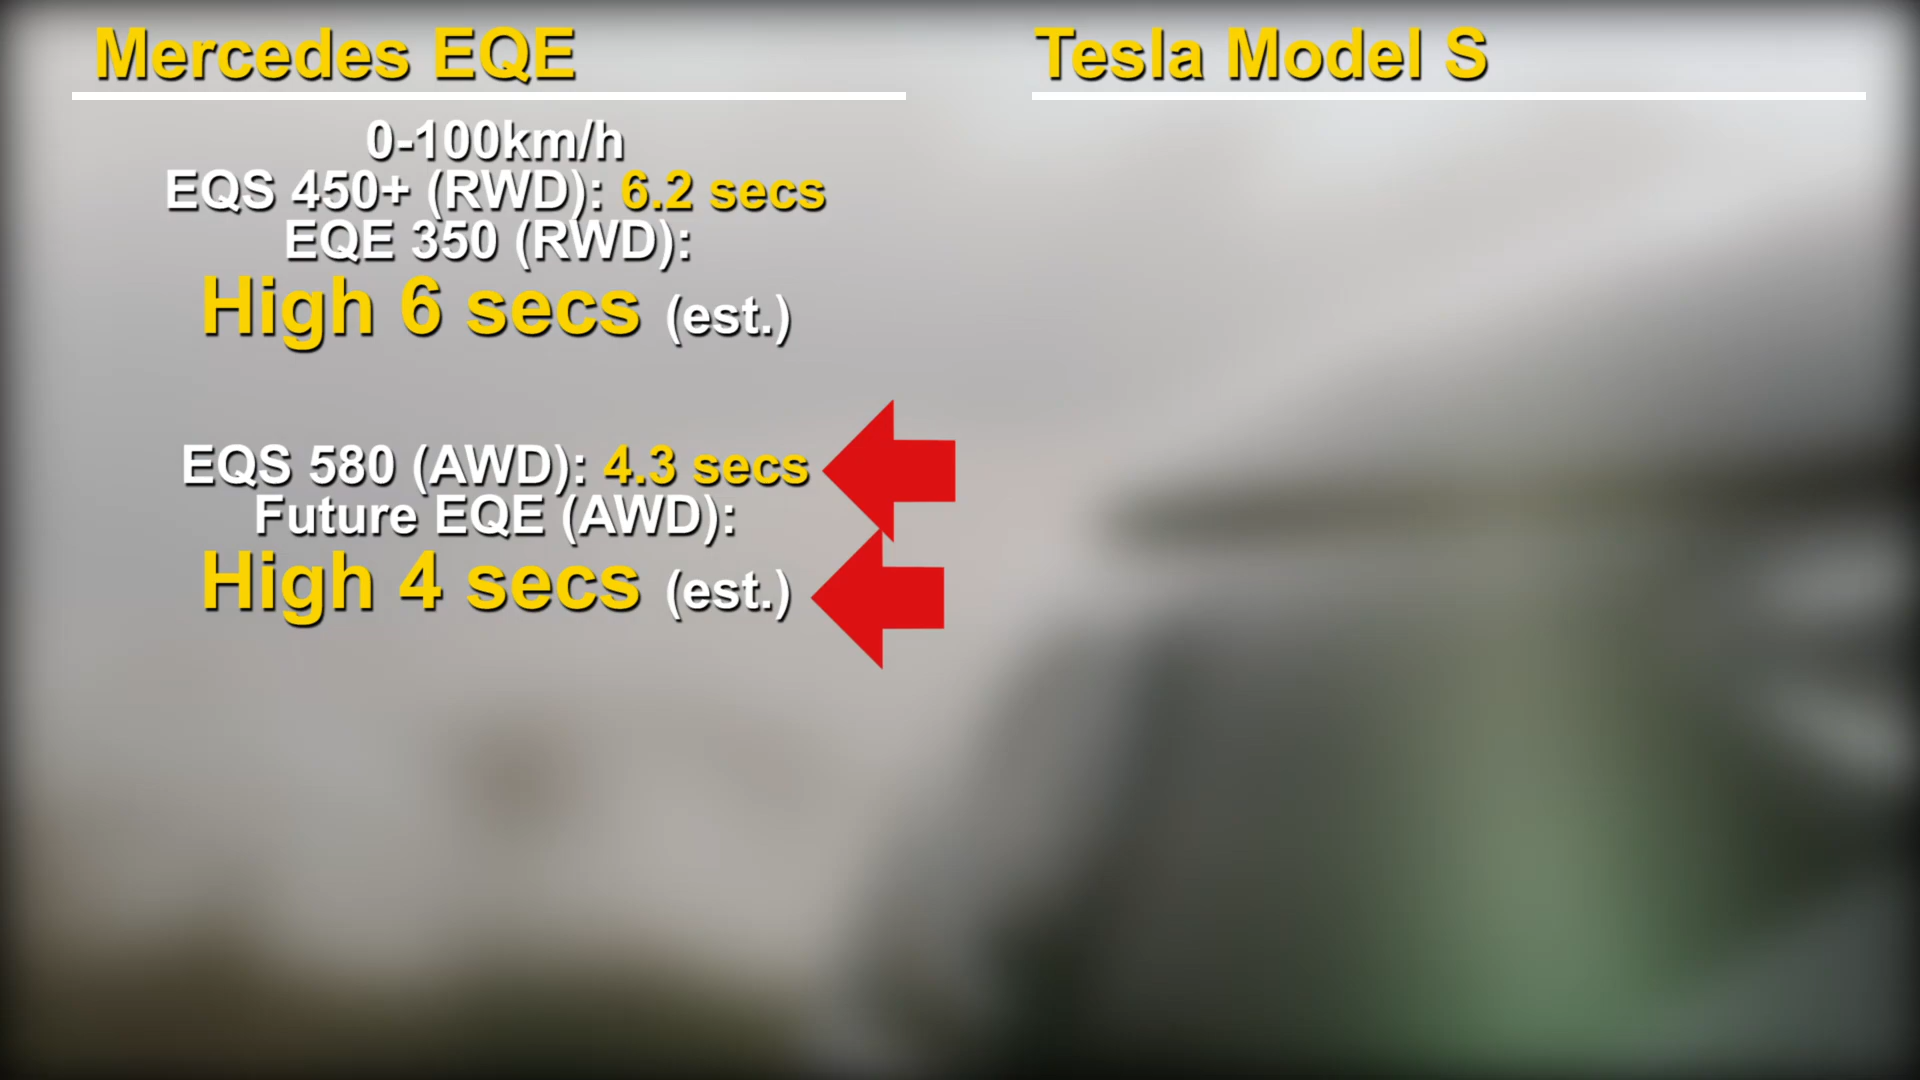 Mercedes EQE
Tesla Model S
0-100km/h
EQS 450+ (RWD): 6.2 secs
EQE 350 (RWD):
High 6 secs (est.)
EQS 580 (AWD): 4.3 secs
Future EQE (AWD):
High 4 secs (est.)